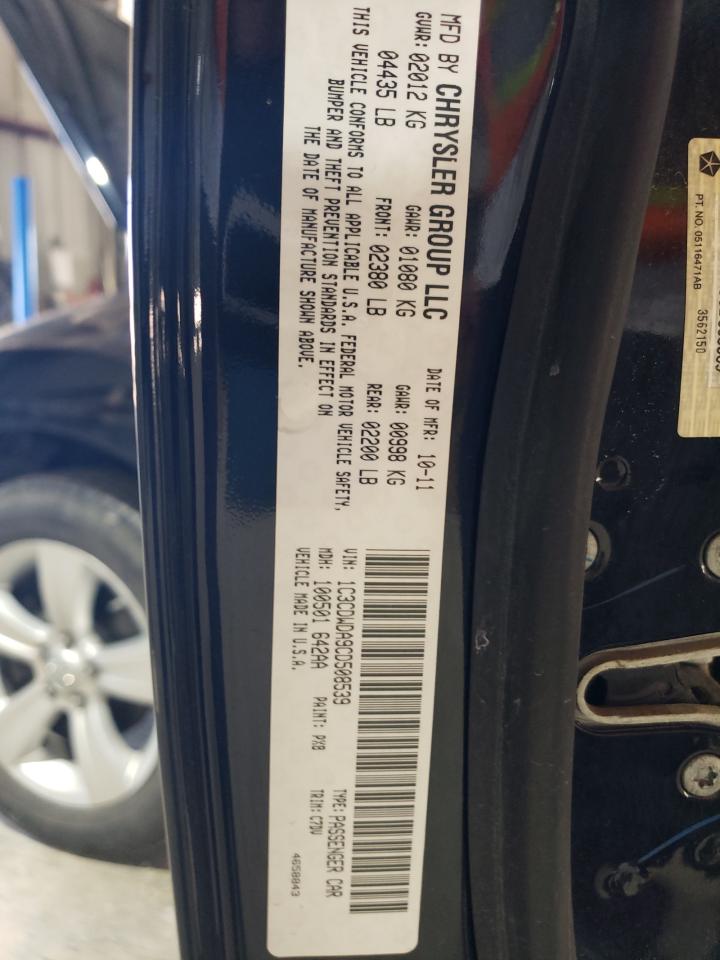 MFD BY CHRYSLER GROUP LLC
DATE OF MFR: 10-11
GVWR: 02012 KG
GAWR: 01080 KG
GAWR: 00998 KG
04435 LB
FRONT: 02380 LB
REAR: 02200 LB
THIS VEHICLE CONFORMS TO ALL APPLICABLE U.S.A. FEDERAL MOTOR VEHICLE SAFETY,
BUMPER AND THEFT PREVENTION STANDARDS IN EFFECT ON
THE DATE OF MANUFACTURE SHOWN ABOVE.
VIN: 1C3CDWDA9CD508539
TYPE: PASSENGER CAR
MDH: 100501 642AA
PAINT: PXB
TRIM: C7DV
VEHICLE MADE IN U.S.A.
4658043
PT. NO. 05116471AB
3562150